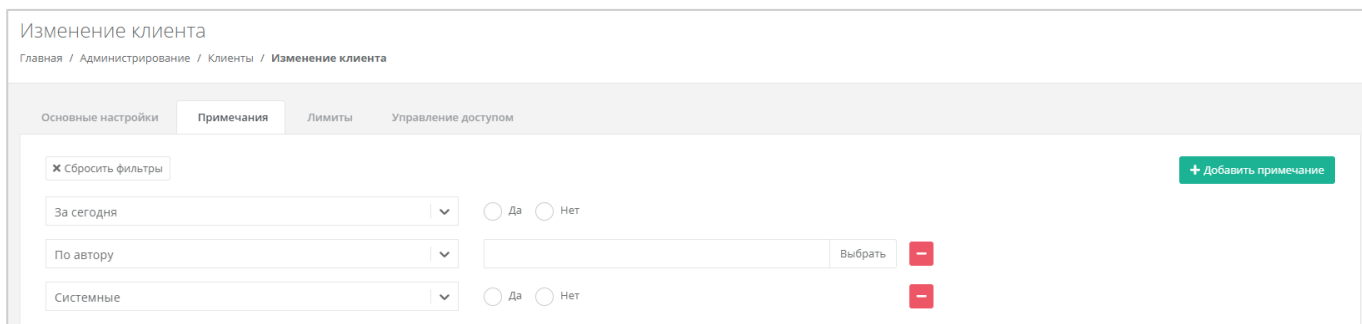 Изменение клиента
Главная / Администрирование / Клиенты / Изменение клиента
Основные настройки Примечания Лимиты Управление доступом
Сбросить фильтры Добавить примечание
За сегодня Да Нет
По автору Выбрать
Системные Да Нет